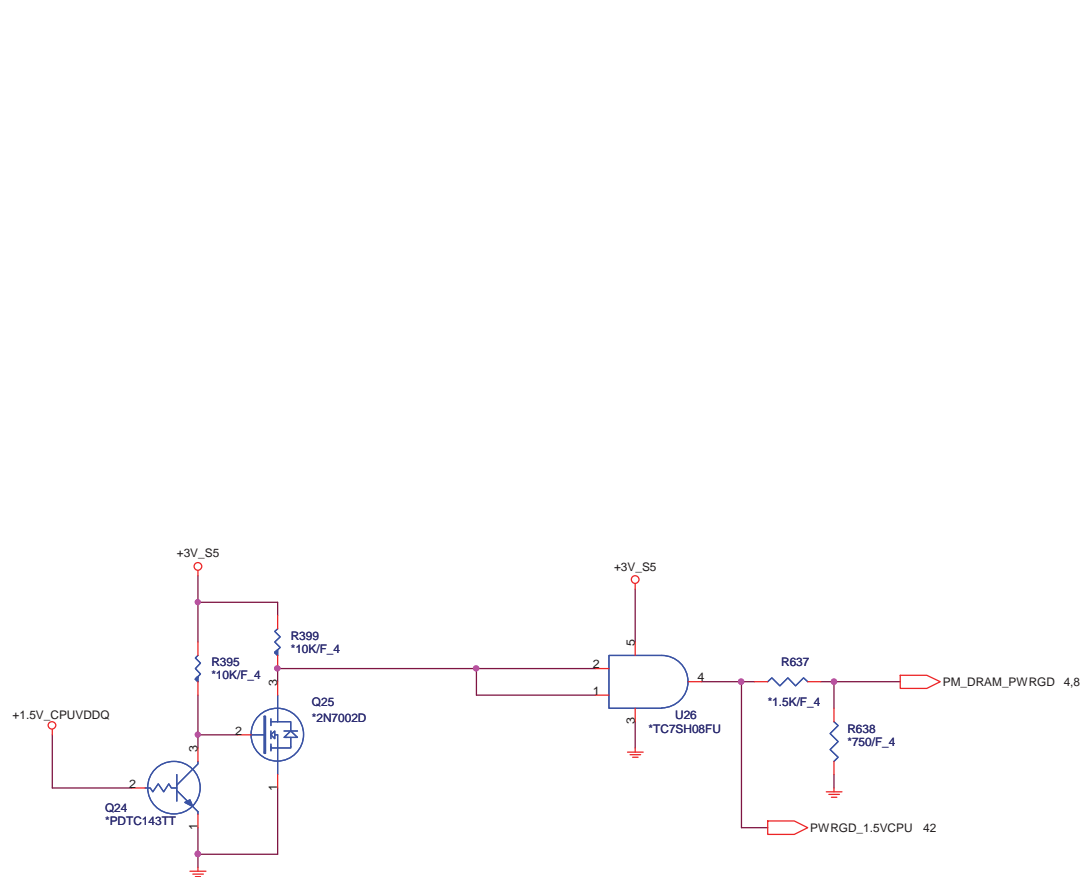 +3V_S5
+3V_S5
R399
*10K/F_4
R395
*10K/F_4
5
2
1
4
3
U26
*TC7SH08FU
R637
*1.5K/F_4
PM_DRAM_PWRGD 4,8
R638
*750/F_4
3
Q25
*2N7002D
2
1
+1.5V_CPUVDDQ
3
2
Q24
*PDTC143TT
1
PWRGD_1.5VCPU 42